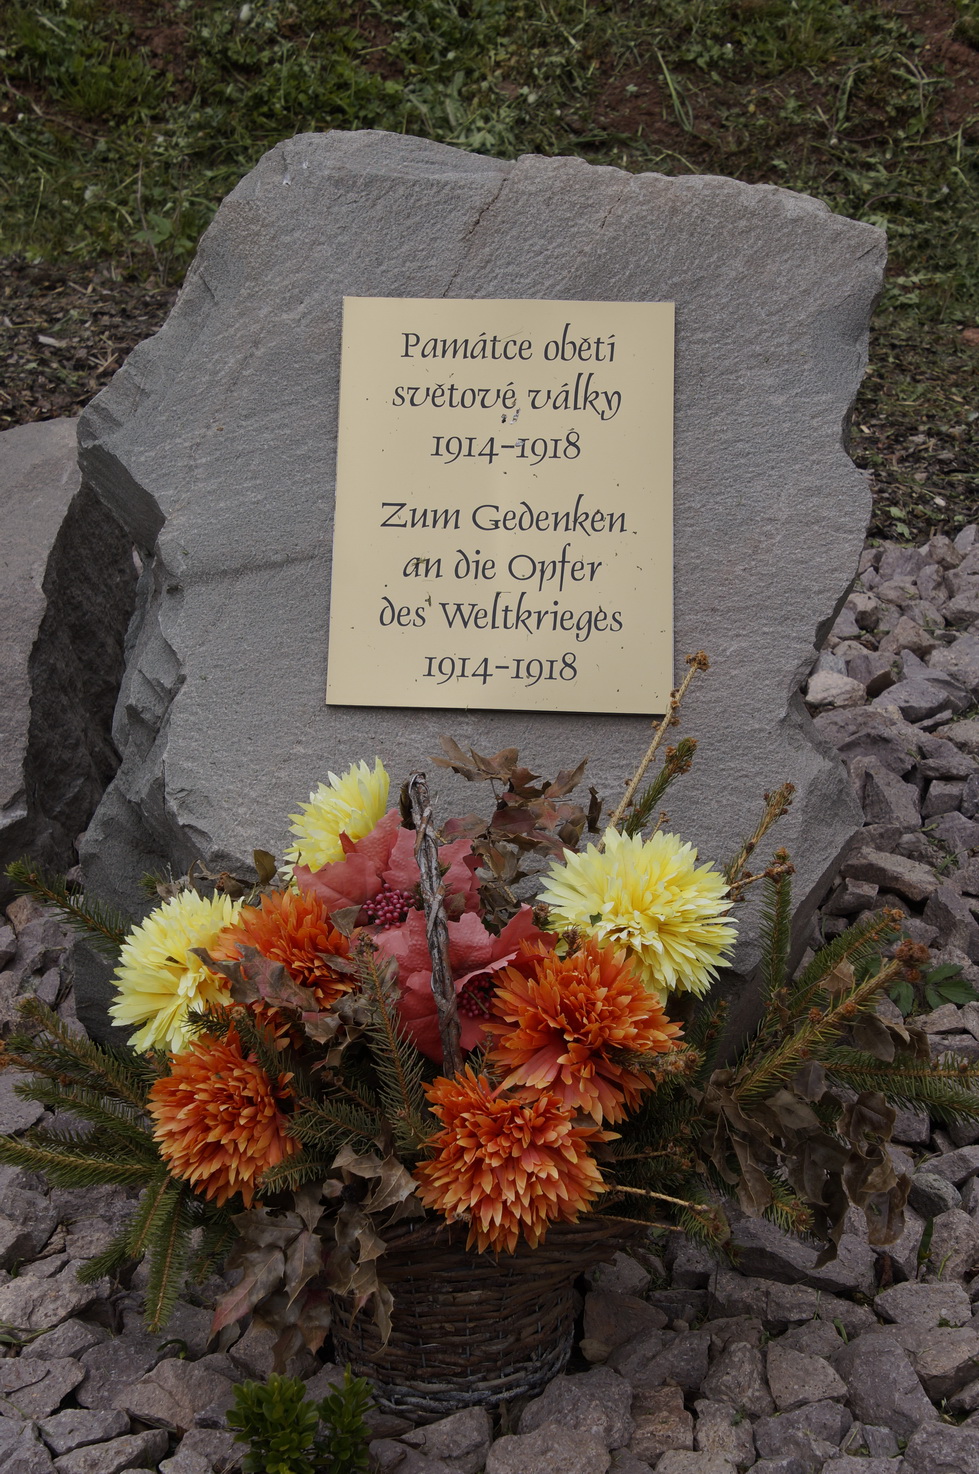 Památce obětí
světové války
1914-1918
Zum Gedenken
an die Opfer
des Weltkrieges
1914-1918